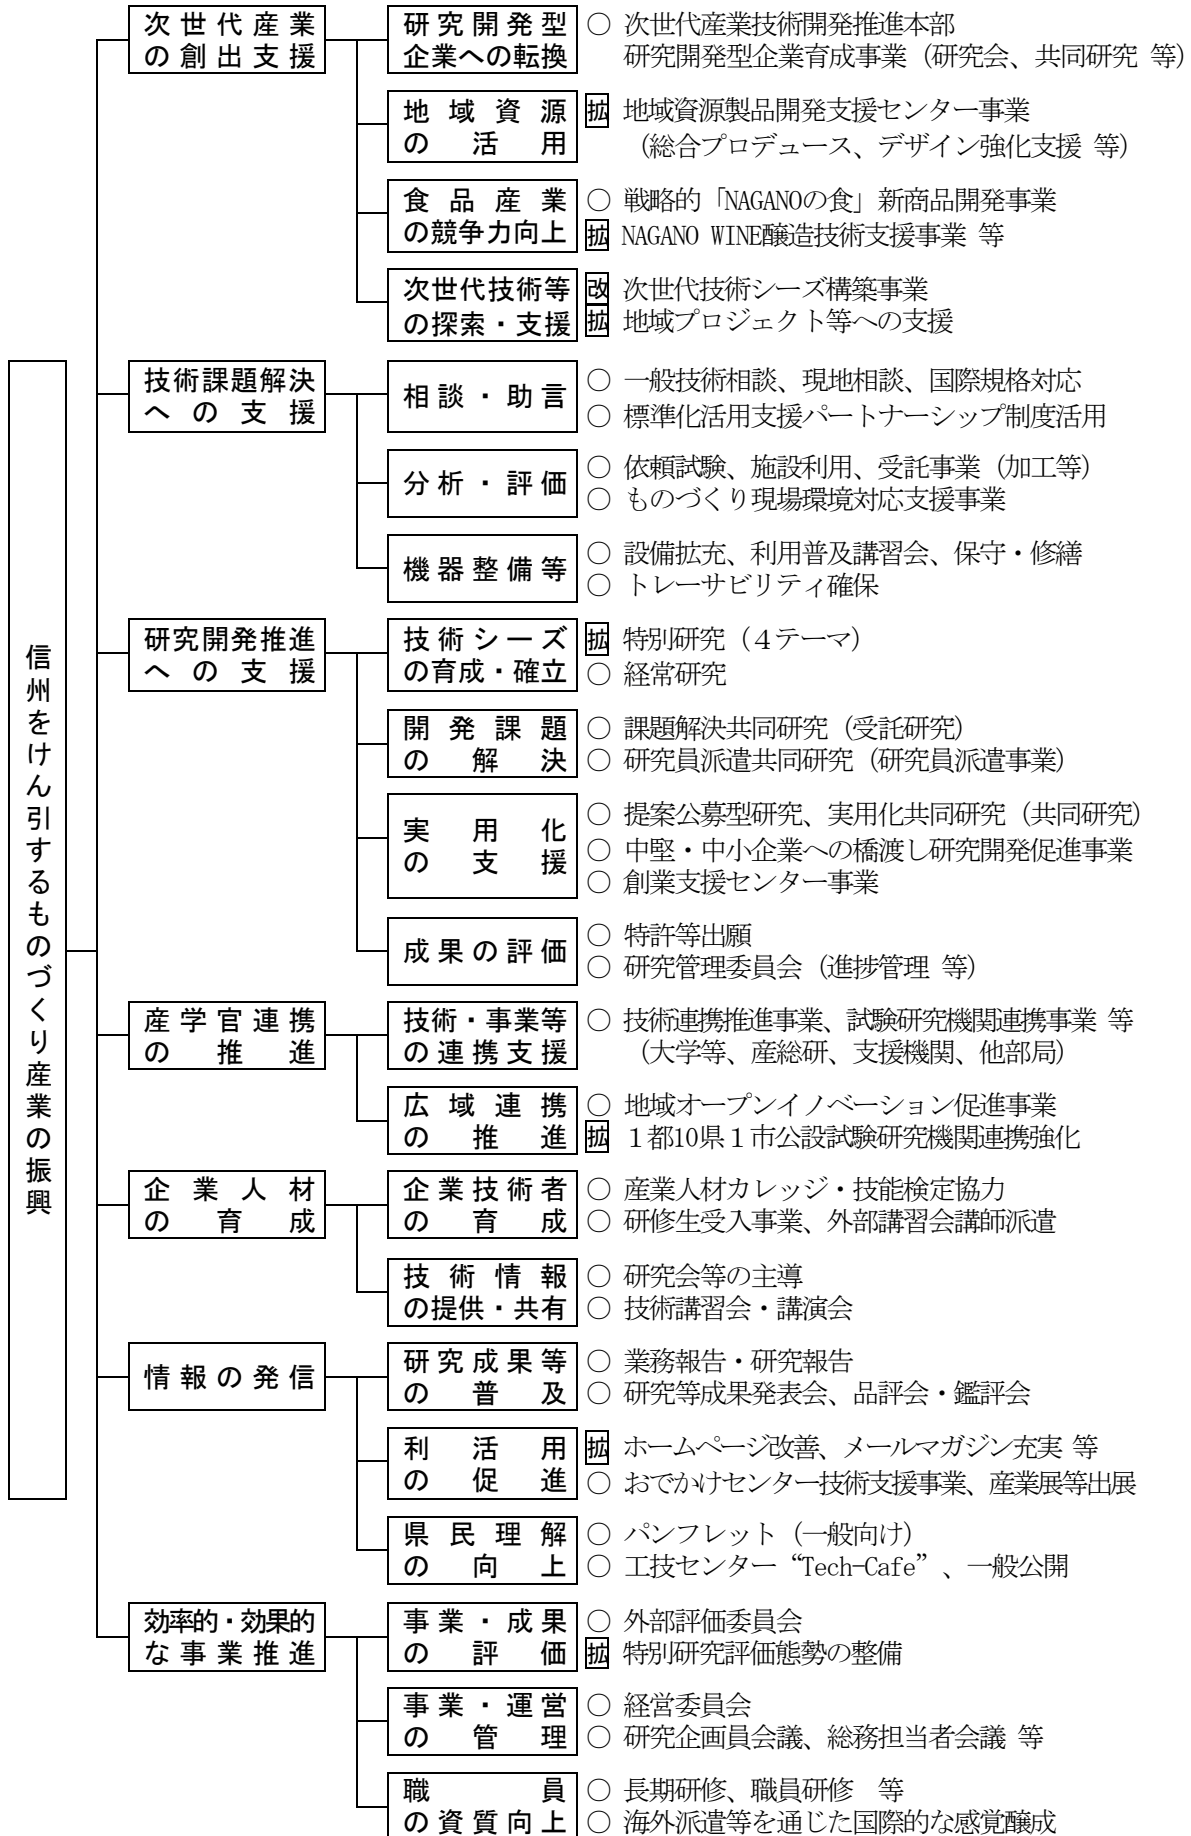 信州をけん引するものづくり産業の振興
次世代産業
の創出支援
研究開発型
企業への転換
○ 次世代産業技術開発推進本部
研究開発型企業育成事業（研究会、共同研究 等）
地域資源
の活用
拡 地域資源製品開発支援センター事業
（総合プロデュース、デザイン強化支援 等）
食品産業
の競争力向上
○ 戦略的「NAGANOの食」新商品開発事業
拡 NAGANO WINE醸造技術支援事業 等
次世代技術等
の探索・支援
改 次世代技術シーズ構築事業
拡 地域プロジェクト等への支援
技術課題解決
への支援
相談・助言
○ 一般技術相談、現地相談、国際規格対応
○ 標準化活用支援パートナーシップ制度活用
分析・評価
○ 依頼試験、施設利用、受託事業（加工等）
○ ものづくり現場環境対応支援事業
機器整備等
○ 設備拡充、利用普及講習会、保守・修繕
○ トレーサビリティ確保
研究開発推進
への支援
技術シーズ
の育成・確立
拡 特別研究（４テーマ）
○ 経常研究
開発課題
の解決
○ 課題解決共同研究（受託研究）
○ 研究員派遣共同研究（研究員派遣事業）
実用化
の支援
○ 提案公募型研究、実用化共同研究（共同研究）
○ 中堅・中小企業への橋渡し研究開発促進事業
○ 創業支援センター事業
成果の評価
○ 特許等出願
○ 研究管理委員会（進捗管理 等）
産学官連携
の推進
技術・事業等
の連携支援
○ 技術連携推進事業、試験研究機関連携事業 等
（大学等、産総研、支援機関、他部局）
広域連携
の推進
○ 地域オープンイノベーション促進事業
拡 １都10県１市公設試験研究機関連携強化
企業人材
の育成
企業技術者
の育成
○ 産業人材カレッジ・技能検定協力
○ 研修生受入事業、外部講習会講師派遣
技術情報
の提供・共有
○ 研究会等の主導
○ 技術講習会・講演会
情報の発信
研究成果等
の普及
○ 業務報告・研究報告
○ 研究等成果発表会、品評会・鑑評会
利活用
の促進
拡 ホームページ改善、メールマガジン充実 等
○ おでかけセンター技術支援事業、産業展等出展
県民理解
の向上
○ パンフレット（一般向け）
○ 工技センター“Tech-Cafe”、一般公開
効率的・効果的
な事業推進
事業・成果
の評価
○ 外部評価委員会
拡 特別研究評価態勢の整備
事業・運営
の管理
○ 経営委員会
○ 研究企画員会議、総務担当者会議 等
職員
の資質向上
○ 長期研修、職員研修 等
○ 海外派遣等を通じた国際的な感覚醸成